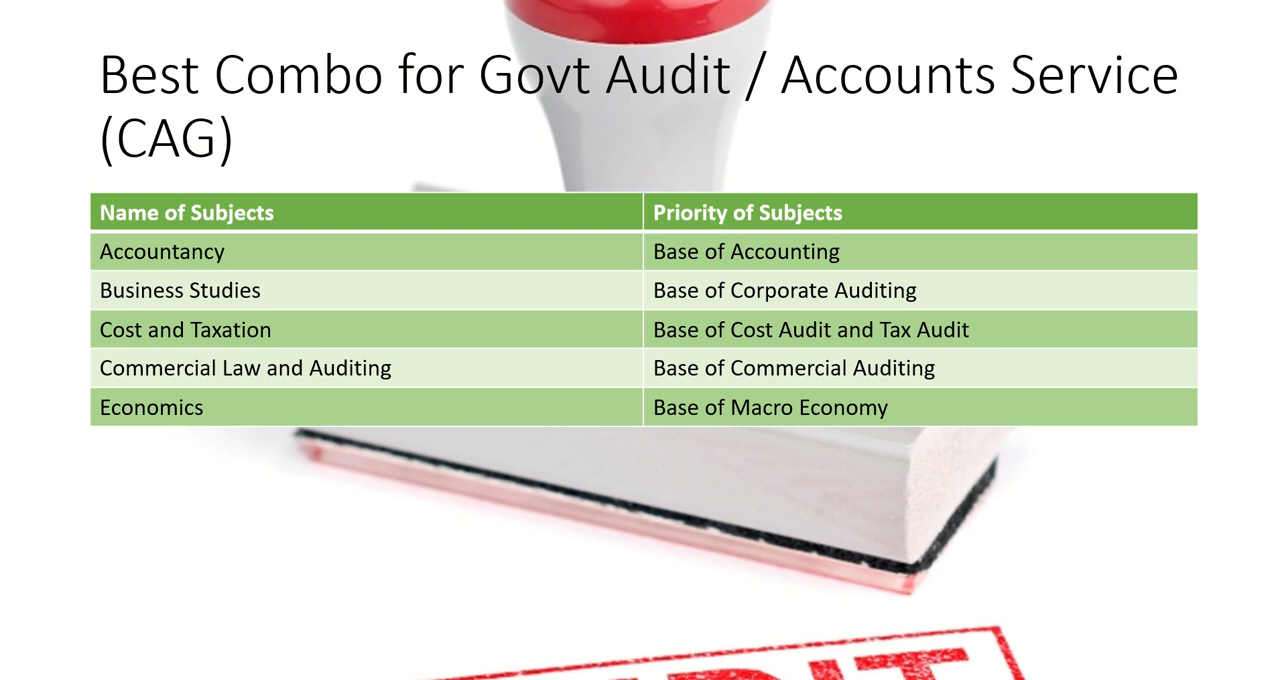 Best Combo for Govt Audit / Accounts Service
(CAG)
Name of Subjects Priority of Subjects
Accountancy Base of Accounting
Business Studies Base of Corporate Auditing
Cost and Taxation Base of Cost Audit and Tax Audit
Commercial Law and Auditing Base of Commercial Auditing
Economics Base of Macro Economy